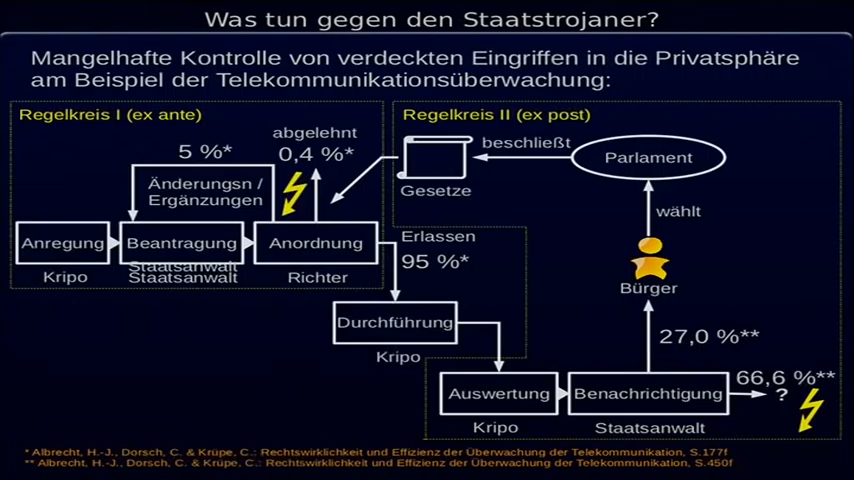 Was tun gegen den Staatstrojaner?
Mangelhafte Kontrolle von verdeckten Eingriffen in die Privatsphäre
am Beispiel der Telekommunikationsüberwachung:
Regelkreis I (ex ante)
Regelkreis II (ex post)
abgelehnt
0,4 %*
5 %*
Änderungsn /
Ergänzungen
beschließt
Parlament
Gesetze
wählt
Anregung
Beantragung
Anordnung
Kripo
Staatsanwalt
Staatsanwalt
Richter
Erlassen
95 %*
Bürger
Durchführung
Kripo
27,0 %**
66,6 %**
Auswertung
Benachrichtigung
?
Kripo
Staatsanwalt
* Albrecht, H.-J., Dorsch, C. & Krüpe, C.: Rechtswirklichkeit und Effizienz der Überwachung der Telekommunikation, S.177f
** Albrecht, H.-J., Dorsch, C. & Krüpe, C.: Rechtswirklichkeit und Effizienz der Überwachung der Telekommunikation, S.450f